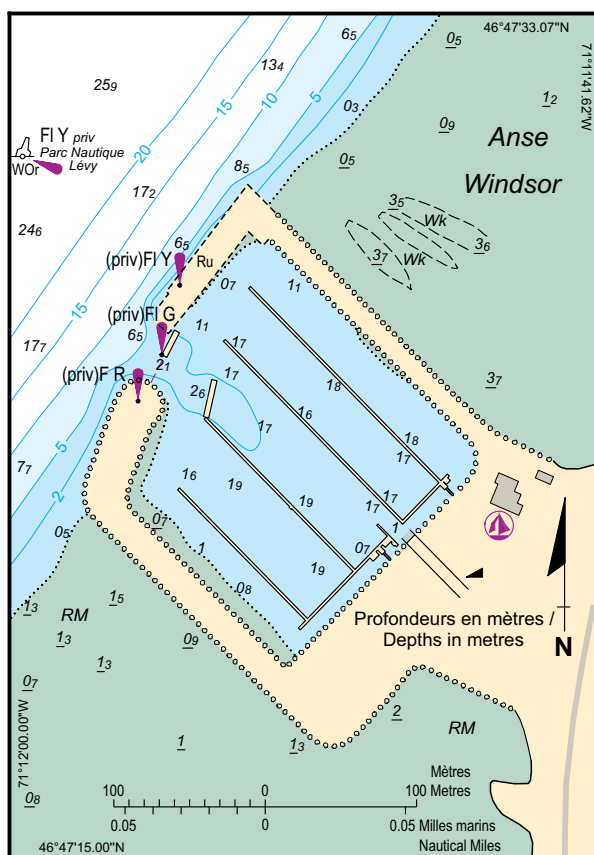 46°47'33.07"N
71°11'41.62"W
6₅
0₅
13₄
25₉
20
15
10
5
0₃
1₂
0₉
Anse
Windsor
Fl Y priv
Parc Nautique
Lévy
WOr
0₅
8₅
17₂
3₅
Wk
3₆
24₆
6₅
3₇
Wk
(priv)Fl Y
Ru
0₇
1₁
15
(priv)Fl G
1₁
6₅
17₇
1₇
2₁
1₇
1₈
(priv)F R
3₇
2₆
1₆
1₇
1₈
5
1₇
7₇
1₆
1₉
1₇
2
1₇
1₉
0₅
0₇
1
1
0₇
0₈
1₉
1₃
1₅
RM
Profondeurs en mètres /
Depths in metres
1₃
0₉
N
1₃
0₇
2
RM
1
1₃
71°12'00.00"W
0₈
Mètres
100 0 100 Metres
0.05 0 0.05 Milles marins
Nautical Miles
46°47'15.00"N